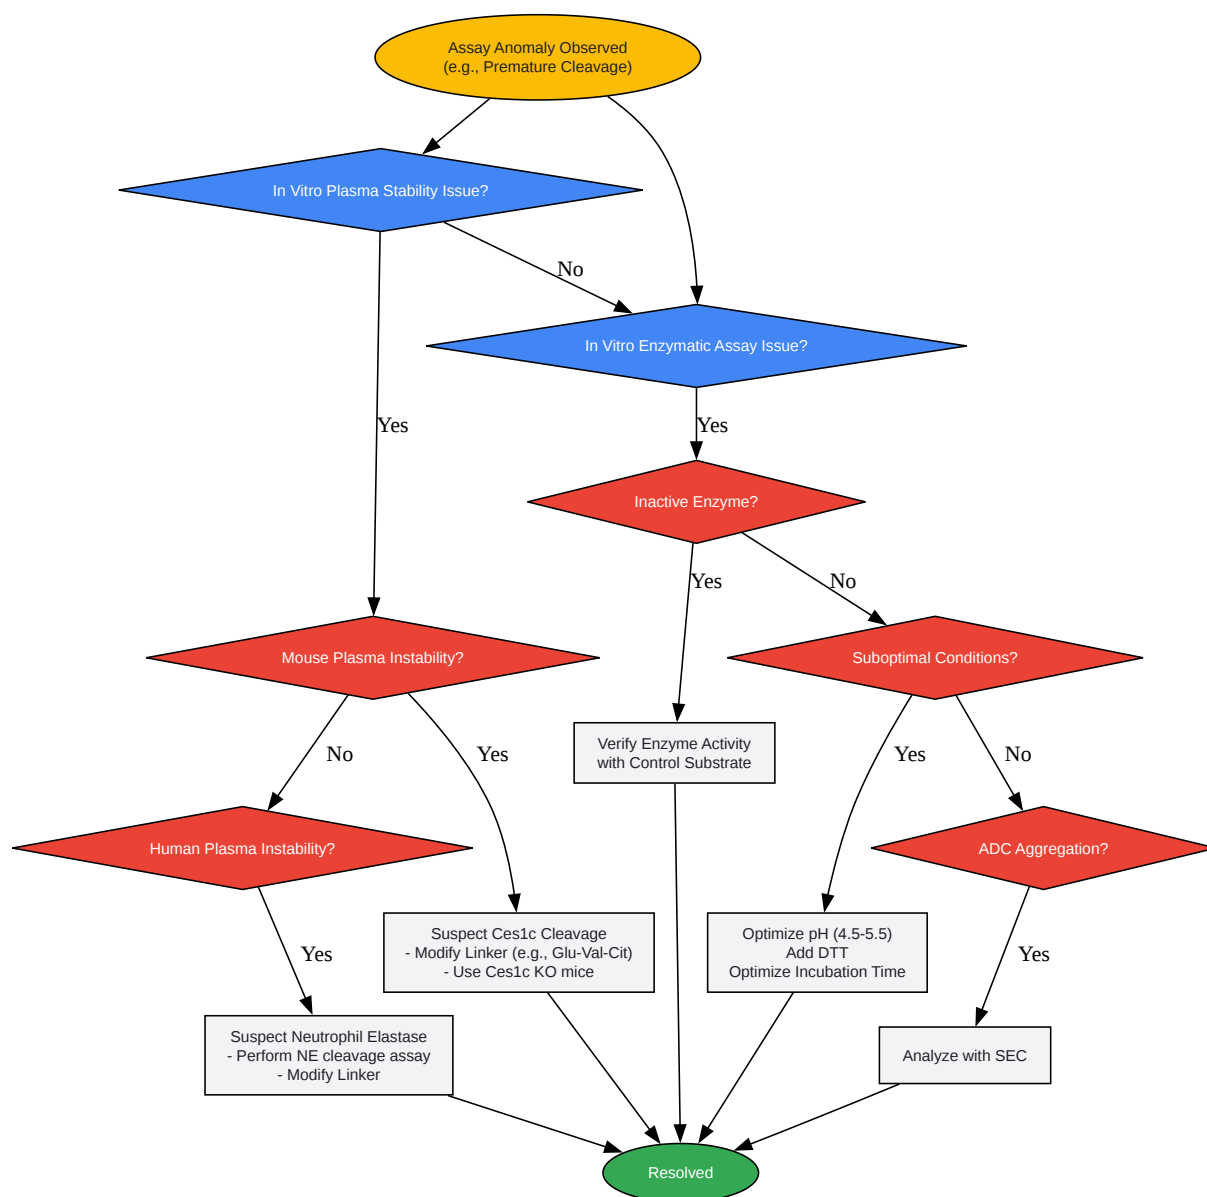 Assay Anomaly Observed
(e.g., Premature Cleavage)
In Vitro Plasma Stability Issue?
No
In Vitro Enzymatic Assay Issue?
Yes
Yes
Inactive Enzyme?
Yes
No
Mouse Plasma Instability?
Suboptimal Conditions?
Verify Enzyme Activity
with Control Substrate
No
Yes
Yes
No
Human Plasma Instability?
ADC Aggregation?
Suspect Ces1c Cleavage
- Modify Linker (e.g., Glu-Val-Cit)
- Use Ces1c KO mice
Optimize pH (4.5-5.5)
Add DTT
Optimize Incubation Time
Yes
Yes
Suspect Neutrophil Elastase
- Perform NE cleavage assay
- Modify Linker
Analyze with SEC
Resolved